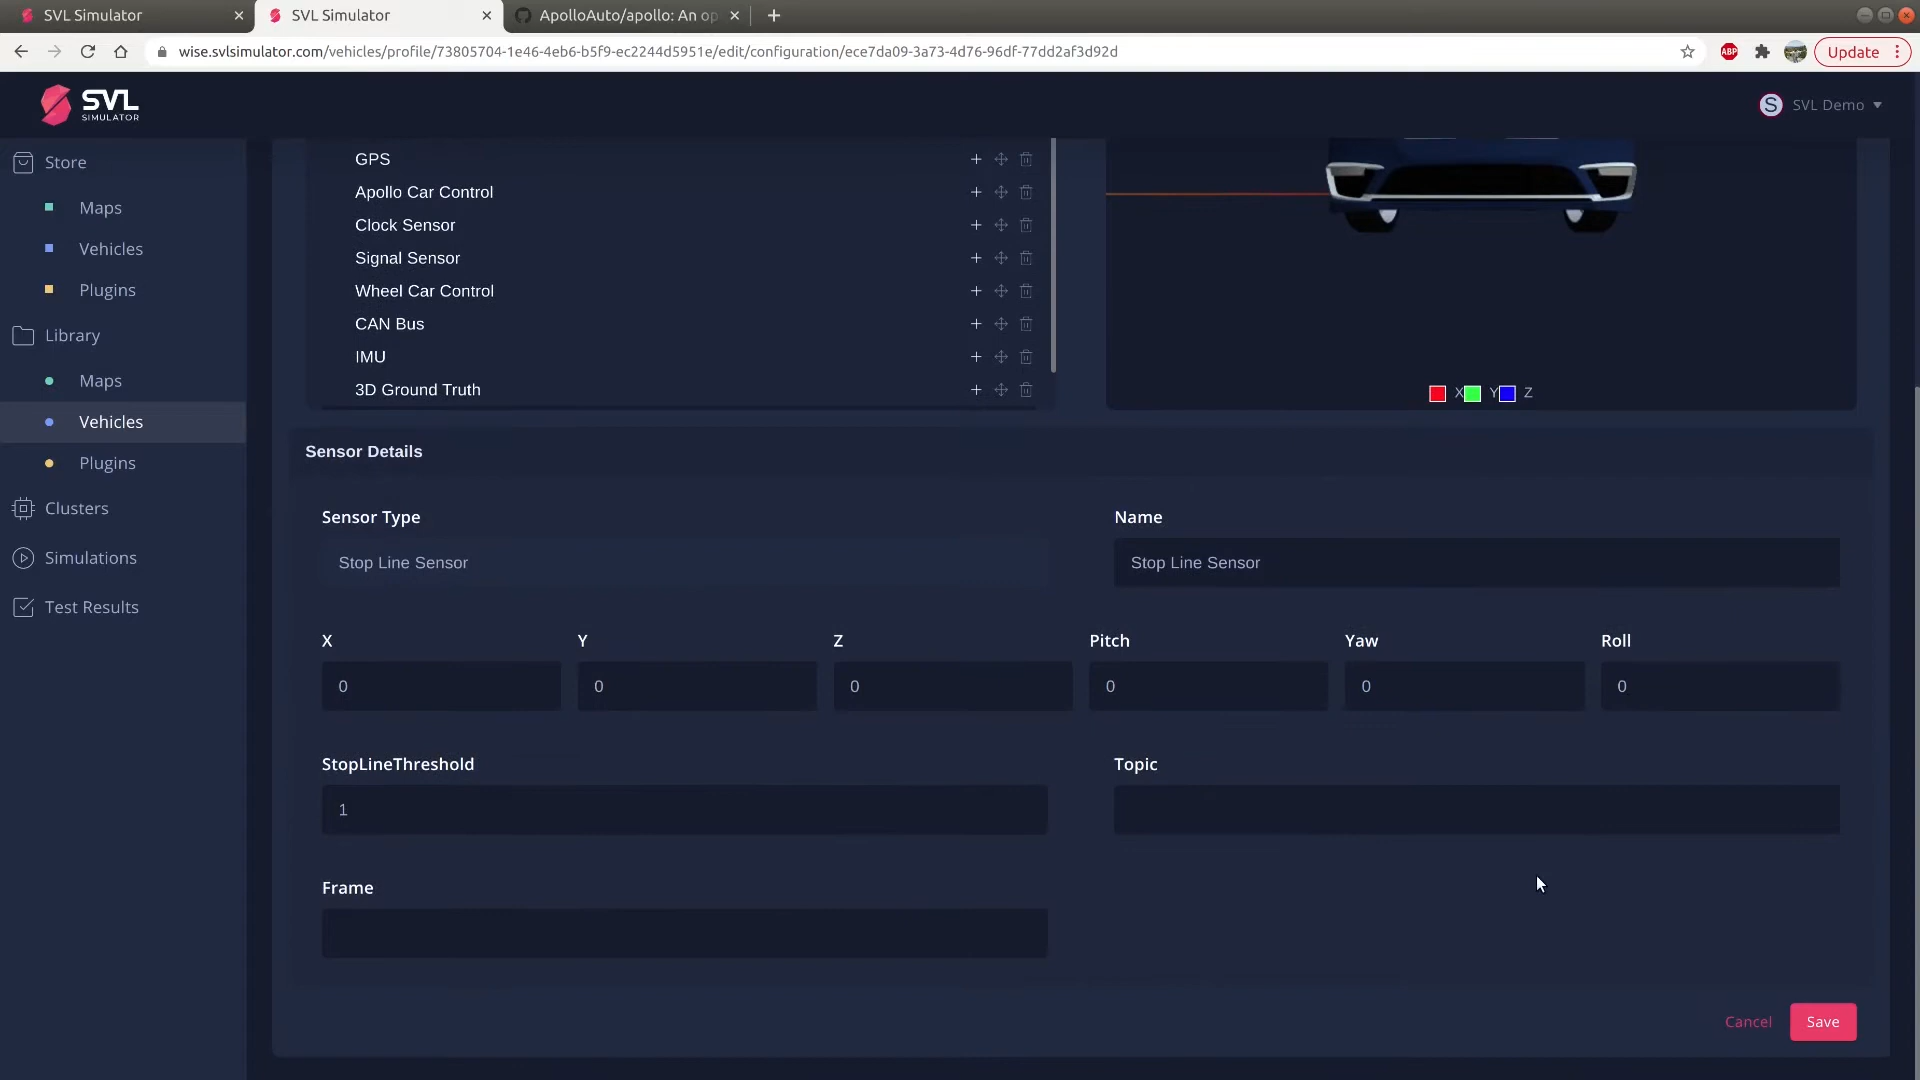 SVL Simulator
SVL Simulator
ApolloAuto/apollo: An op
wise.svlsimulator.com/vehicles/profile/73805704-1e46-4eb6-b5f9-ec2244d5951e/edit/configuration/ece7da09-3a73-4d76-96df-77dd2af3d92d
ABP
Update
SVL
SIMULATOR
S
SVL Demo
Store
Maps
Vehicles
Plugins
Library
Maps
Vehicles
Plugins
Clusters
Simulations
Test Results
GPS
Apollo Car Control
Clock Sensor
Signal Sensor
Wheel Car Control
CAN Bus
IMU
3D Ground Truth
X Y Z
Sensor Details
Sensor Type
Stop Line Sensor
Name
Stop Line Sensor
X Y Z Pitch Yaw Roll
0 0 0 0 0 0
StopLineThreshold
1
Topic
Frame
Cancel
Save